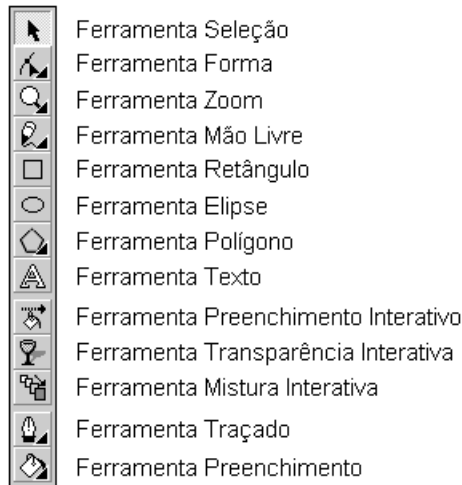 Ferramenta Seleção
Ferramenta Forma
Ferramenta Zoom
Ferramenta Mão Livre
Ferramenta Retângulo
Ferramenta Elipse
Ferramenta Polígono
Ferramenta Texto
Ferramenta Preenchimento Interativo
Ferramenta Transparência Interativa
Ferramenta Mistura Interativa
Ferramenta Traçado
Ferramenta Preenchimento